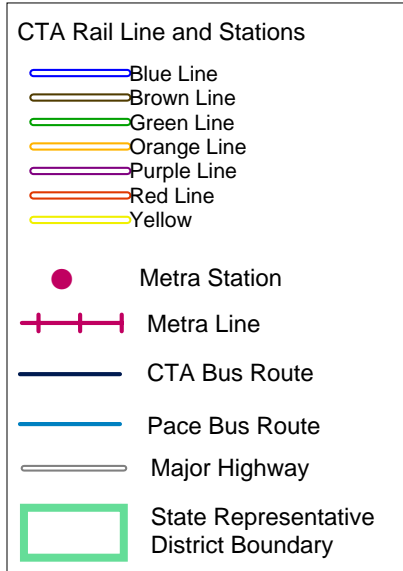 CTA Rail Line and Stations
Blue Line
Brown Line
Green Line
Orange Line
Purple Line
Red Line
Yellow
Metra Station
Metra Line
CTA Bus Route
Pace Bus Route
Major Highway
State Representative
District Boundary